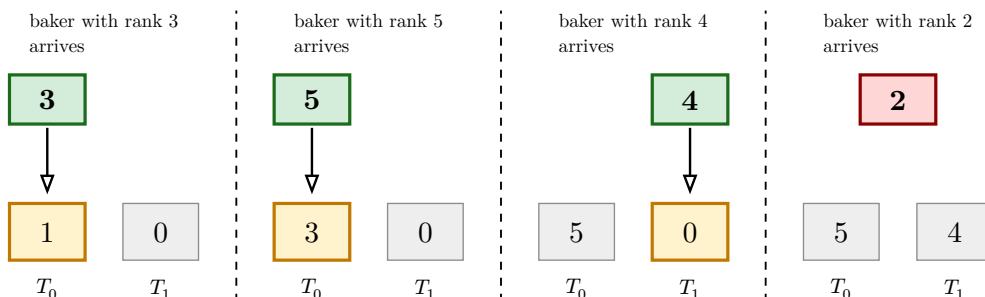 baker with rank 3
arrives
3
1 0
T₀ T₁
baker with rank 5
arrives
5
3 0
T₀ T₁
baker with rank 4
arrives
4
5 0
T₀ T₁
baker with rank 2
arrives
2
5 4
T₀ T₁